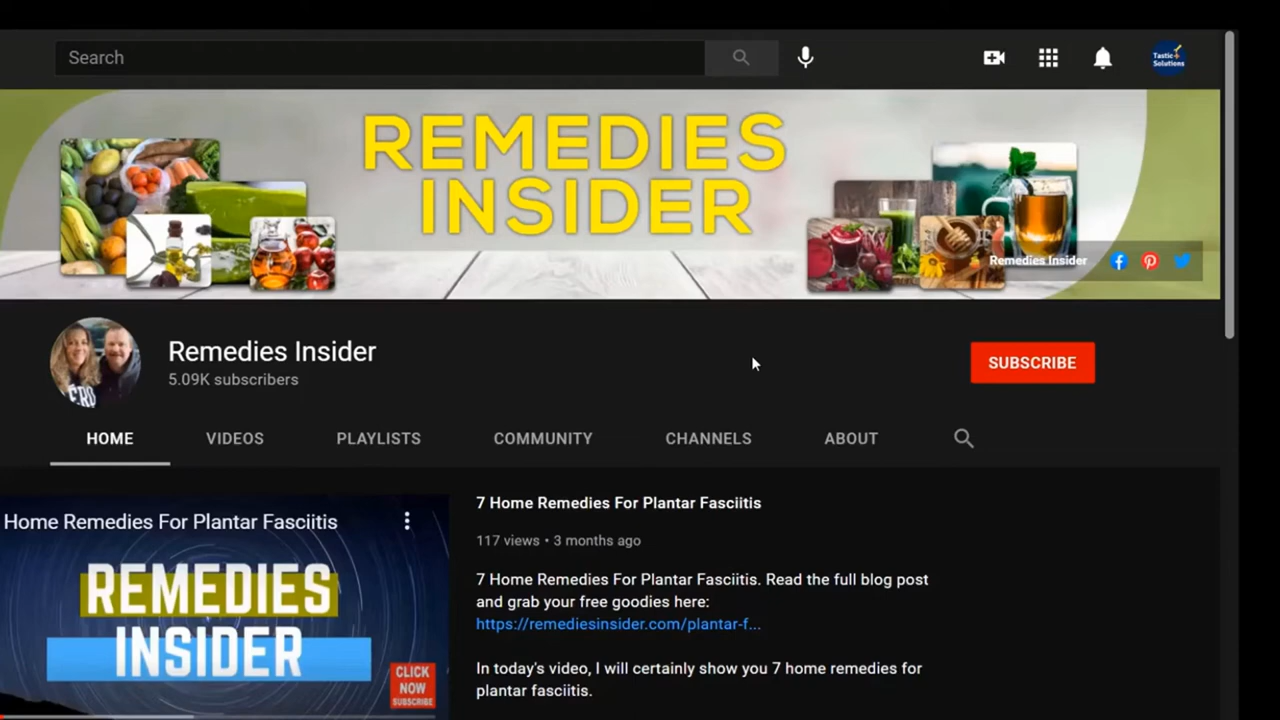 Search
Tastic
Solutions
REMEDIES
INSIDER
Remedies Insider
Remedies Insider
5.09K subscribers
SUBSCRIBE
HOME VIDEOS PLAYLISTS COMMUNITY CHANNELS ABOUT
Home Remedies For Plantar Fasciitis
REMEDIES
INSIDER
CLICK
NOW
SUBSCRIBE
7 Home Remedies For Plantar Fasciitis
117 views • 3 months ago
7 Home Remedies For Plantar Fasciitis. Read the full blog post
and grab your free goodies here:
https://remediesinsider.com/plantar-f...
In today's video, I will certainly show you 7 home remedies for
plantar fasciitis.